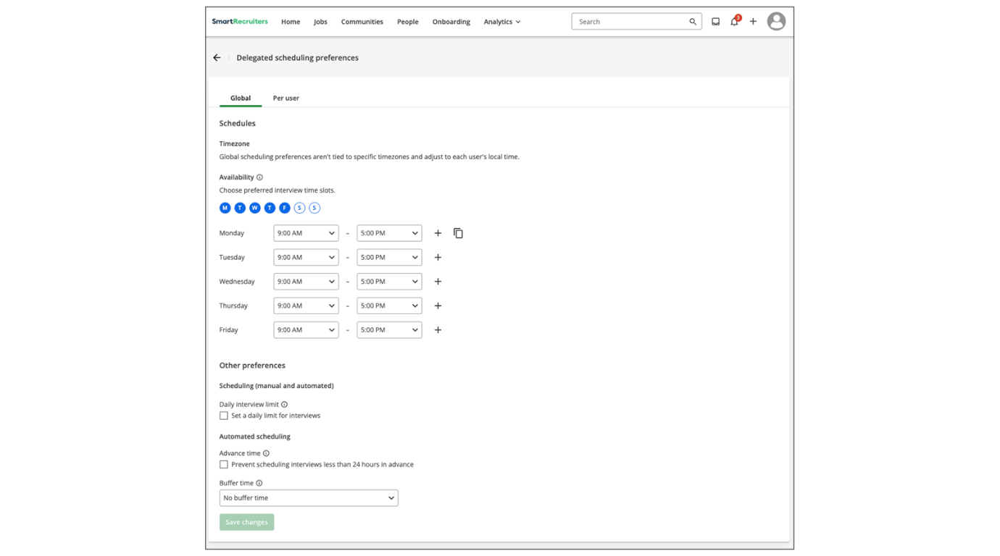 SmartRecruiters Home Jobs Communities People Onboarding Analytics Search 3
Delegated scheduling preferences
Global Per user
Schedules
Timezone
Global scheduling preferences aren't tied to specific timezones and adjust to each user's local time.
Availability
Choose preferred interview time slots.
M T W T F S S
Monday 9:00 AM – 5:00 PM
Tuesday 9:00 AM – 5:00 PM
Wednesday 9:00 AM – 5:00 PM
Thursday 9:00 AM – 5:00 PM
Friday 9:00 AM – 5:00 PM
Other preferences
Scheduling (manual and automated)
Daily interview limit
Set a daily limit for interviews
Automated scheduling
Advance time
Prevent scheduling interviews less than 24 hours in advance
Buffer time
No buffer time
Save changes